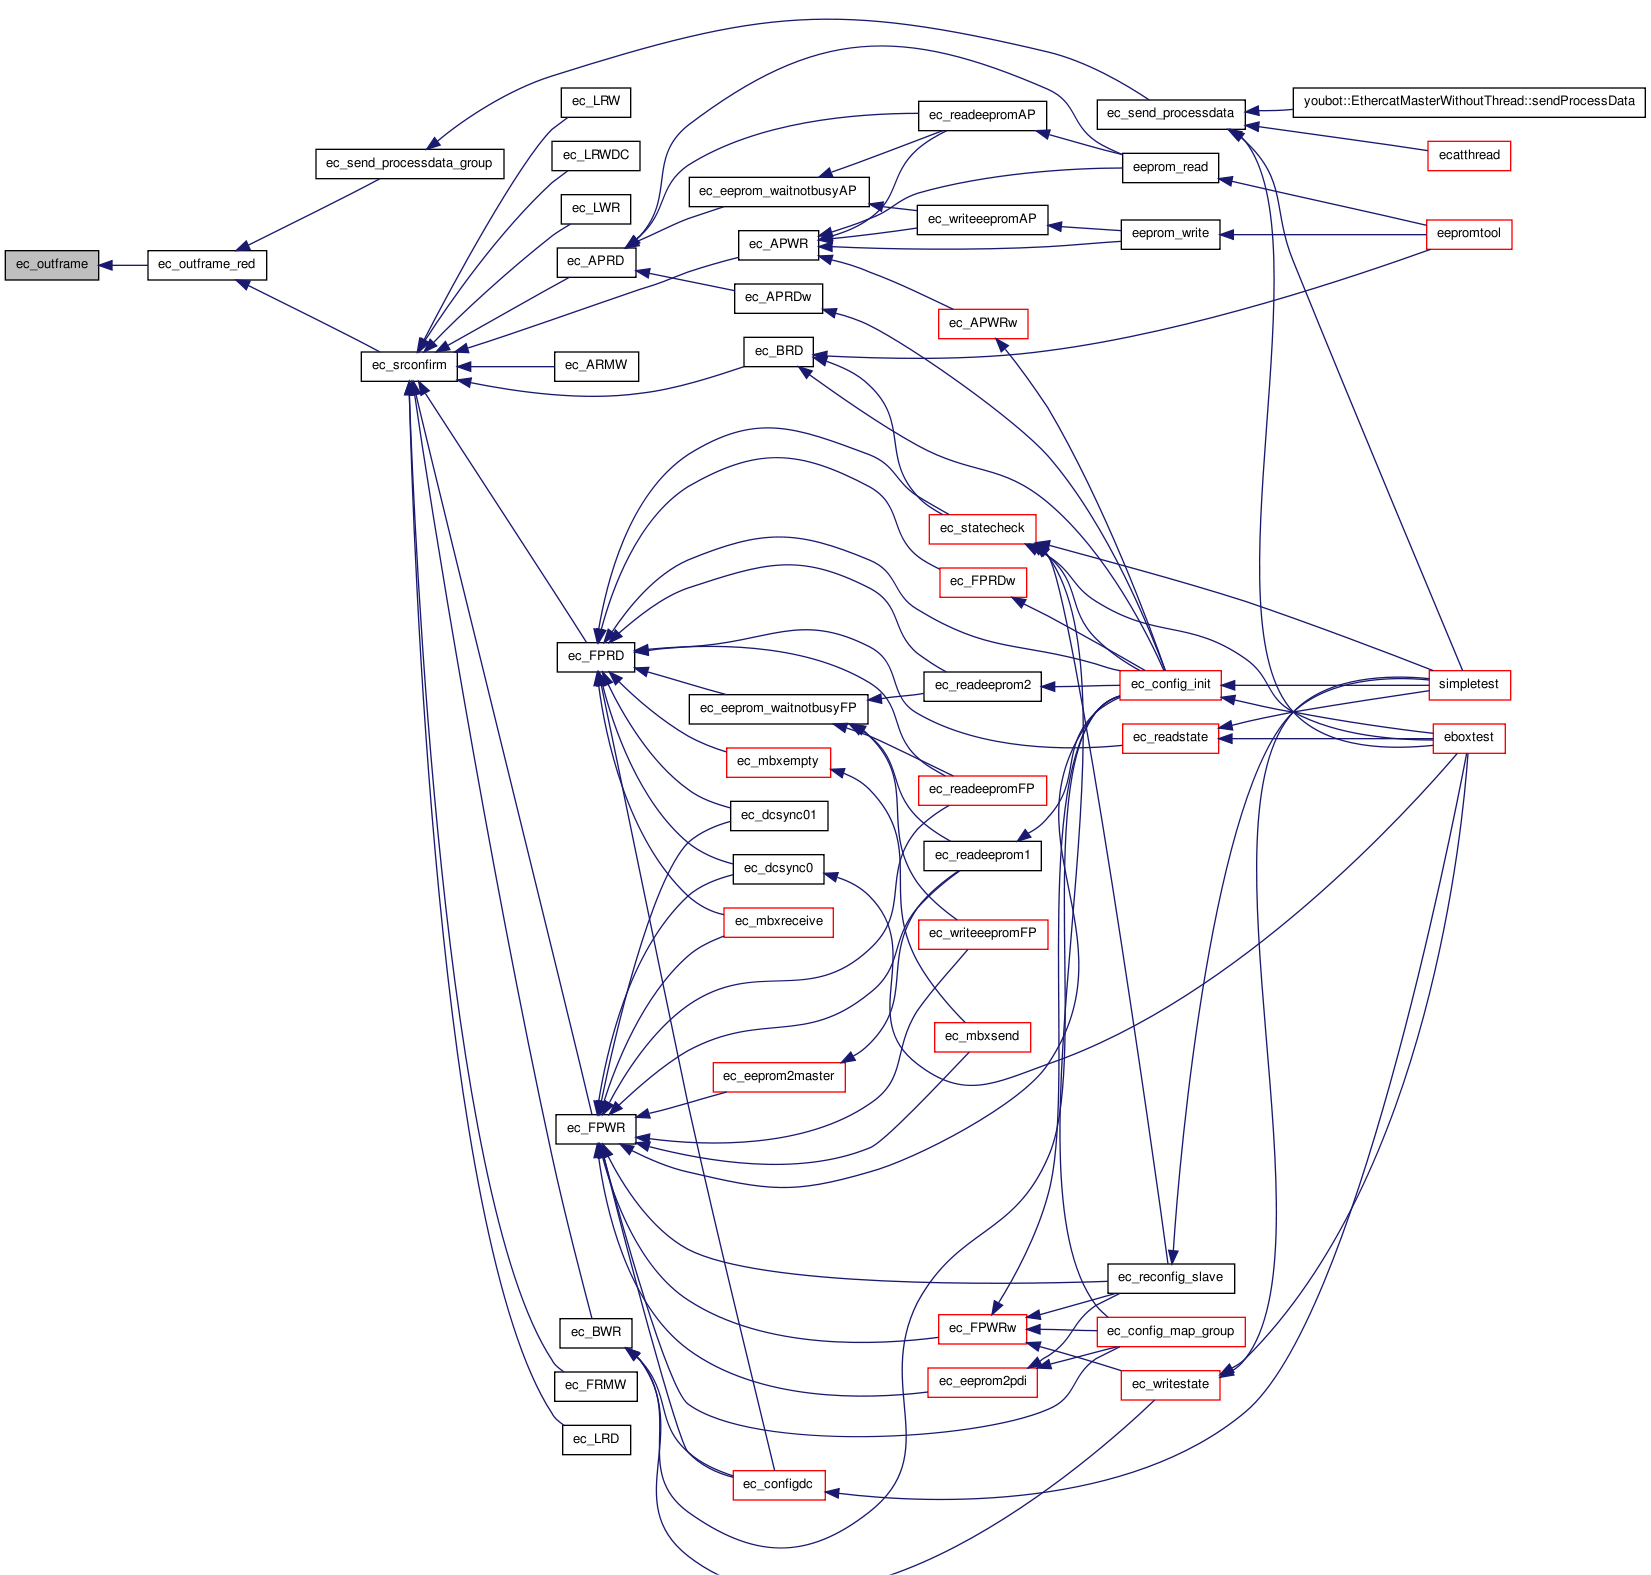 ec_outframe
ec_outframe_red
ec_send_processdata_group
ec_srconfirm
ec_LRW
ec_LRWDC
ec_LWR
ec_APRD
ec_ARMW
ec_FPRD
ec_FPWR
ec_BWR
ec_FRMW
ec_LRD
ec_eeprom_waitnotbusyAP
ec_APWR
ec_APRDw
ec_BRD
ec_eeprom_waitnotbusyFP
ec_mbxempty
ec_dcsync01
ec_dcsync0
ec_mbxreceive
ec_eeprom2master
ec_configdc
ec_readeepromAP
ec_writeeepromAP
ec_APWRw
ec_statecheck
ec_FPRDw
ec_readeeprom2
ec_readeepromFP
ec_readeeprom1
ec_writeeepromFP
ec_mbxsend
ec_FPWRw
ec_eeprom2pdi
ec_send_processdata
eeprom_read
eeprom_write
ec_config_init
ec_readstate
ec_reconfig_slave
ec_config_map_group
ec_writestate
youbot::EthercatMasterWithoutThread::sendProcessData
ecatthread
eepromtool
simpletest
eboxtest